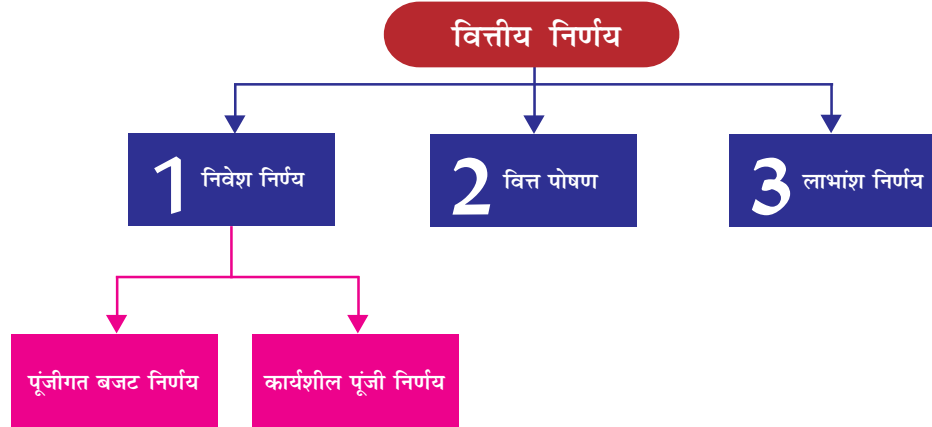 वित्तीय निर्णय
1 निवेश निर्णय
2 वित्त पोषण
3 लाभांश निर्णय
पूंजीगत बजट निर्णय
कार्यशील पूंजी निर्णय